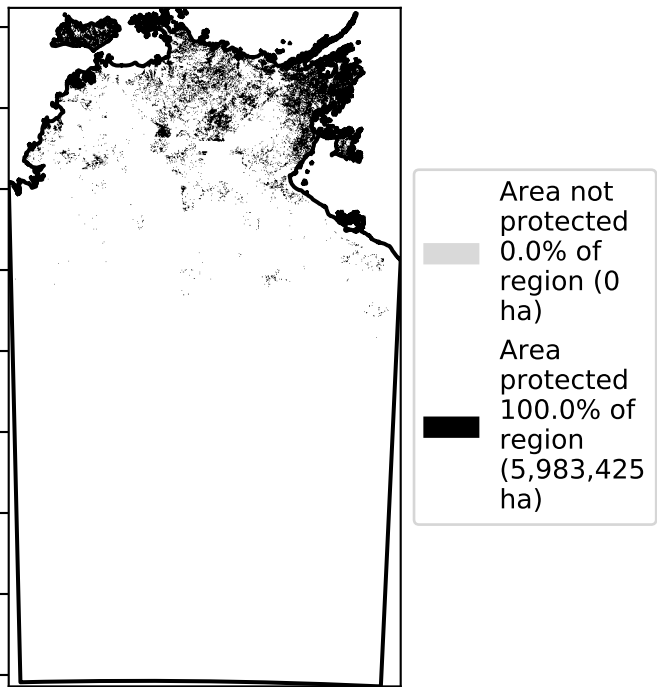 Area not
protected
0.0% of
region (0
ha)
Area
protected
100.0% of
region
(5,983,425
ha)